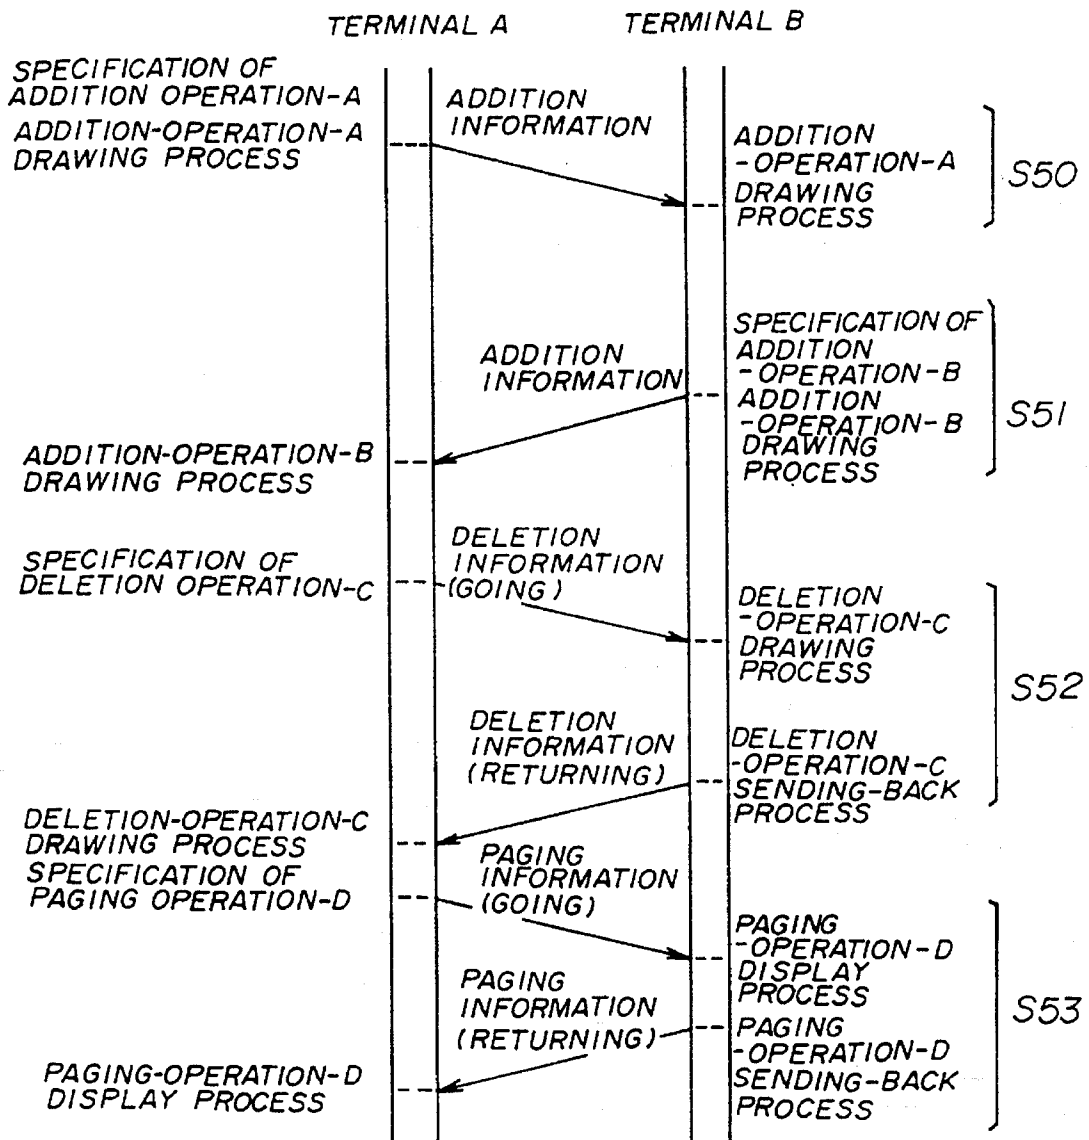 TERMINAL A
TERMINAL B
SPECIFICATION OF
ADDITION OPERATION-A
ADDITION-OPERATION-A
DRAWING PROCESS
ADDITION
INFORMATION
ADDITION
-OPERATION-A
DRAWING
PROCESS
S50
ADDITION
INFORMATION
SPECIFICATION OF
ADDITION
-OPERATION-B
ADDITION
-OPERATION-B
DRAWING
PROCESS
S51
ADDITION-OPERATION-B
DRAWING PROCESS
SPECIFICATION OF
DELETION OPERATION-C
DELETION
INFORMATION
(GOING)
DELETION
-OPERATION-C
DRAWING
PROCESS
S52
DELETION
INFORMATION
(RETURNING)
DELETION
-OPERATION-C
SENDING-BACK
PROCESS
DELETION-OPERATION-C
DRAWING PROCESS
SPECIFICATION OF
PAGING OPERATION-D
PAGING
INFORMATION
(GOING)
PAGING
-OPERATION-D
DISPLAY
PROCESS
S53
PAGING
INFORMATION
(RETURNING)
PAGING
-OPERATION-D
SENDING-BACK
PROCESS
PAGING-OPERATION-D
DISPLAY PROCESS